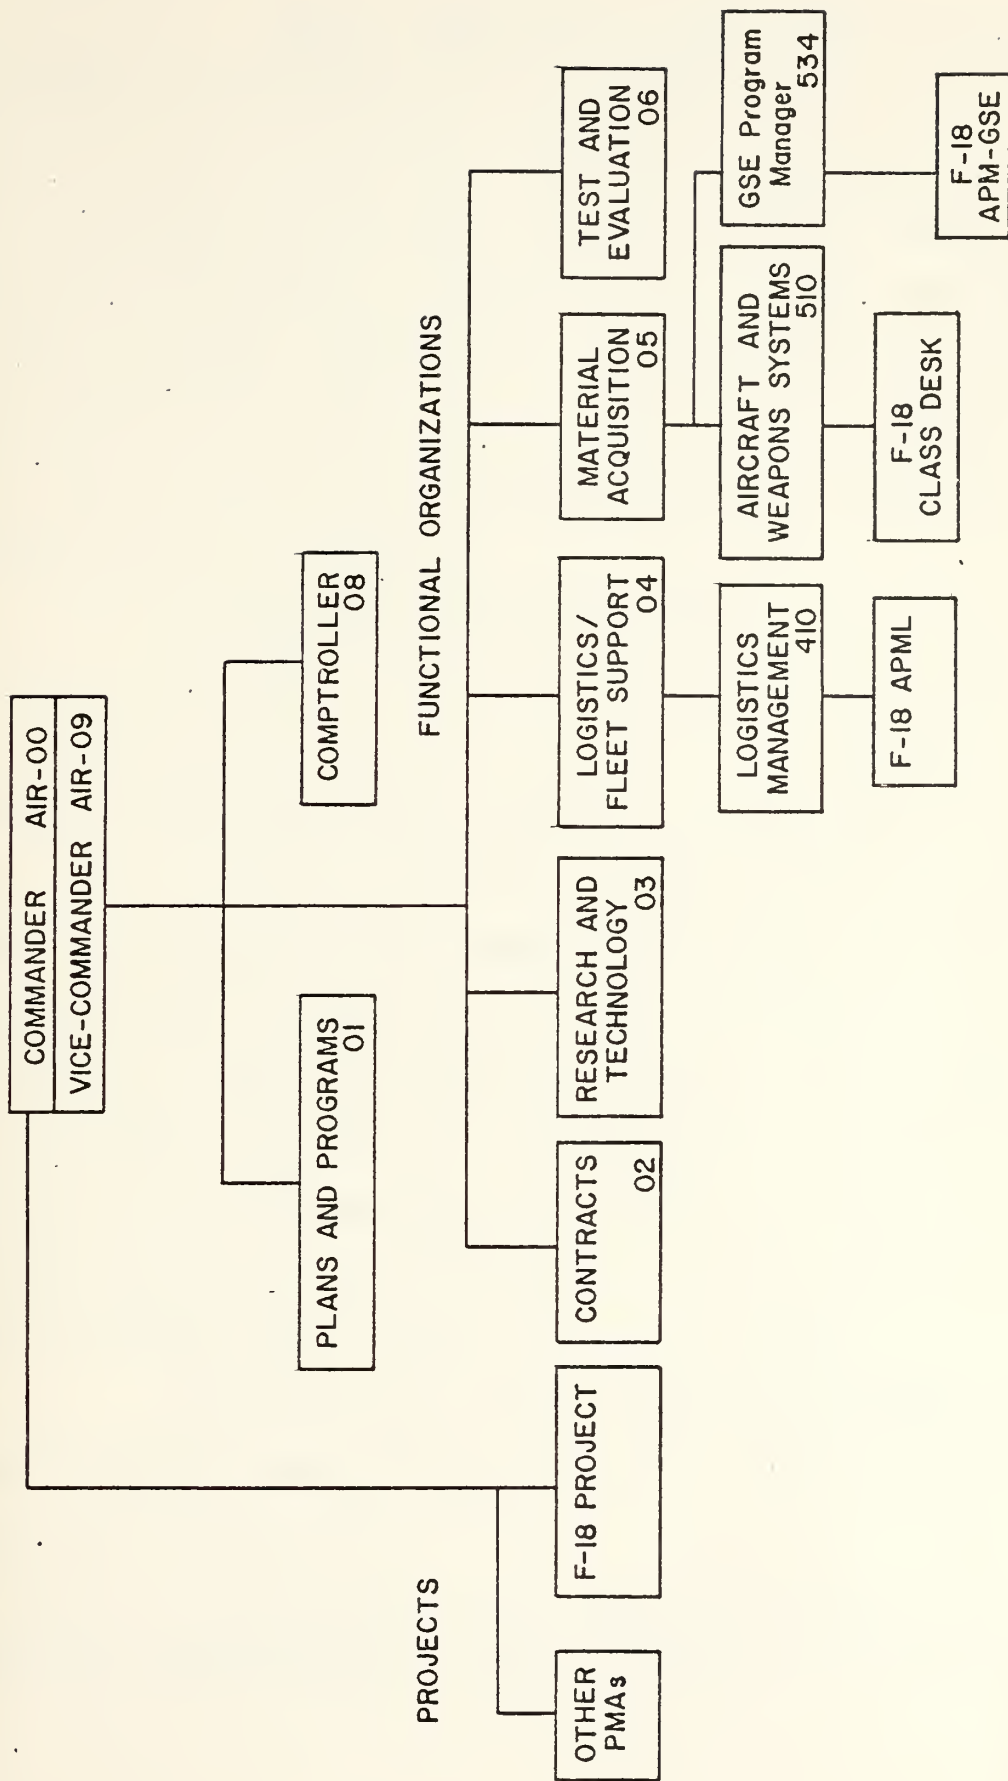 COMMANDER AIR-00
VICE-COMMANDER AIR-09
PLANS AND PROGRAMS
01
COMPTROLLER
08
PROJECTS
FUNCTIONAL ORGANIZATIONS
OTHER
PMAs
F-18 PROJECT
CONTRACTS
02
RESEARCH AND
TECHNOLOGY
03
LOGISTICS/
FLEET SUPPORT
04
MATERIAL
ACQUISITION
05
TEST AND
EVALUATION
06
LOGISTICS
MANAGEMENT
410
AIRCRAFT AND
WEAPONS SYSTEMS
510
GSE Program
Manager
534
F-18 APML
F-18
CLASS DESK
F-18
APM-GSE